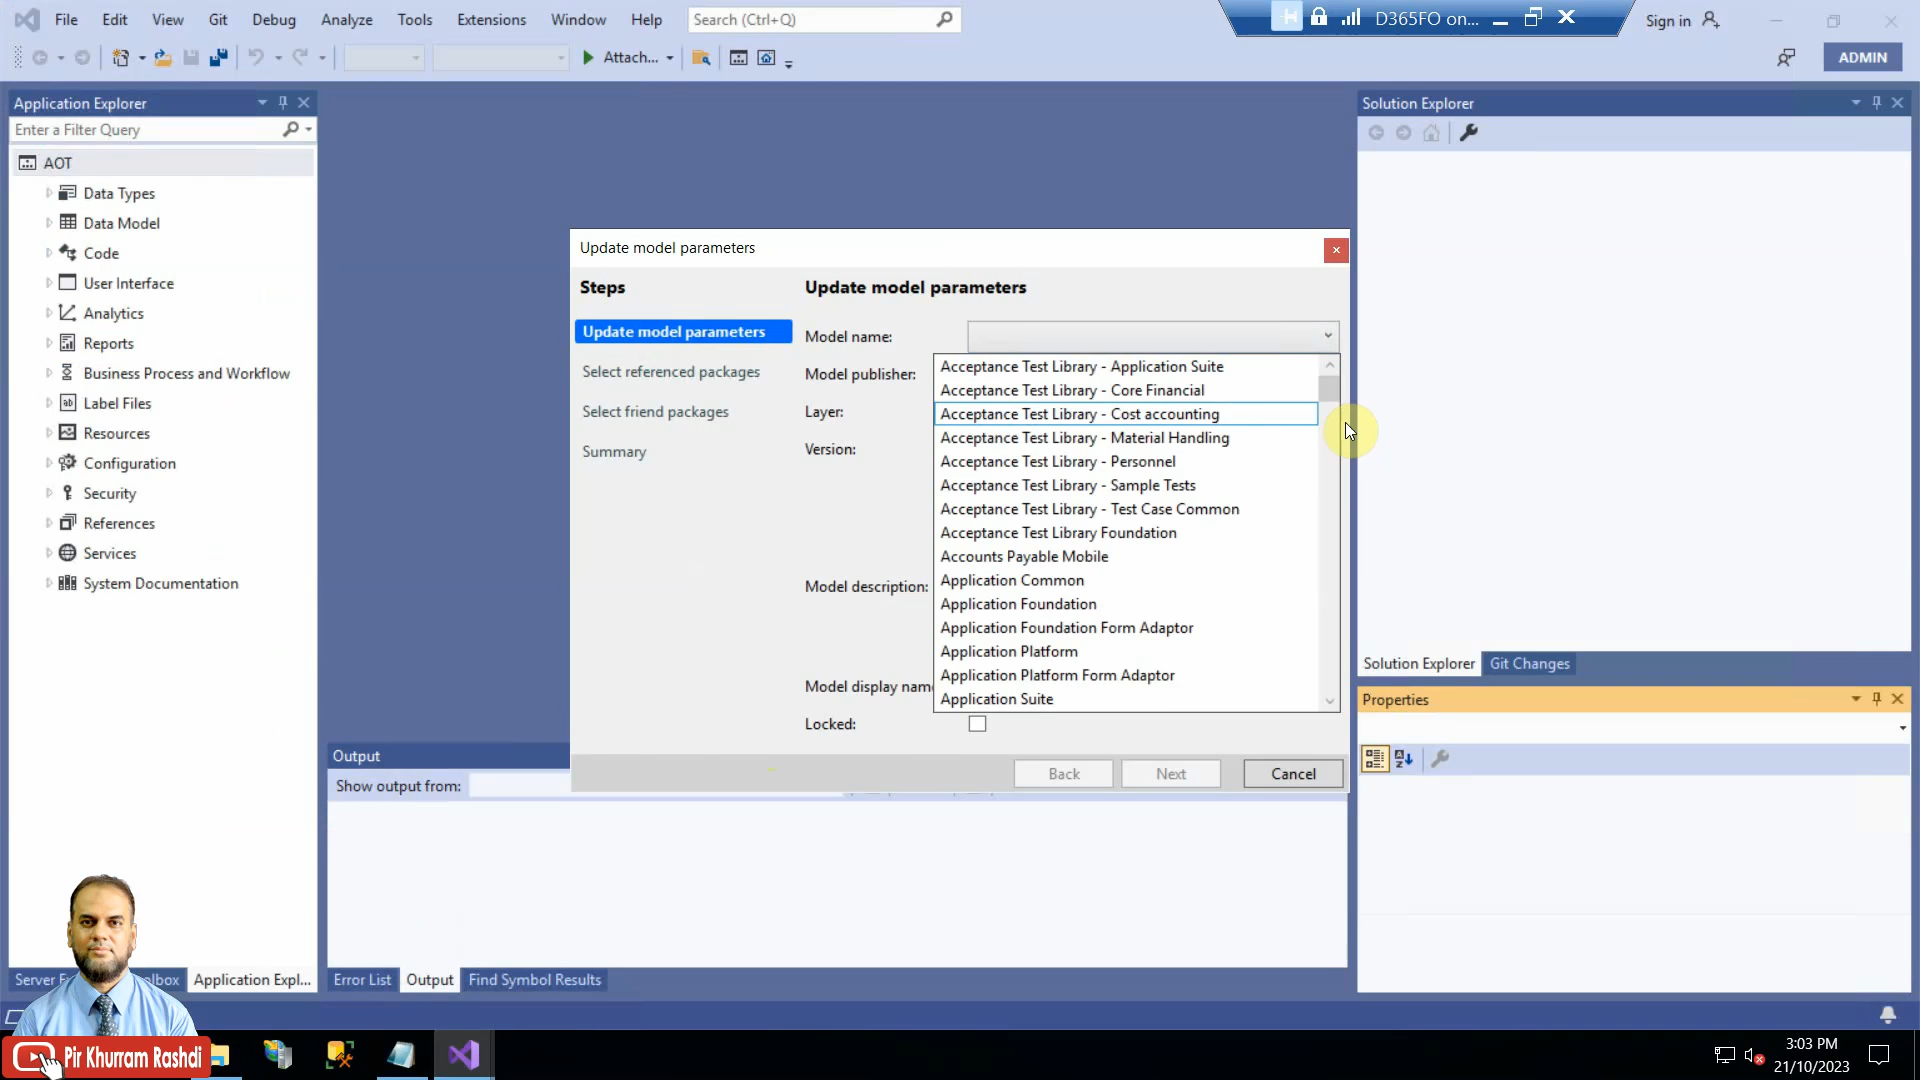 File Edit View Git Debug Analyze Tools Extensions Window Help Search (Ctrl+Q)
D365FO on...
Sign in
Attach...
ADMIN
Application Explorer
Enter a Filter Query
AOT
Data Types
Data Model
Code
User Interface
Analytics
Reports
Business Process and Workflow
Label Files
Resources
Configuration
Security
References
Services
System Documentation
Server E
olbox
Application Expl...
Update model parameters
Steps
Update model parameters
Select referenced packages
Select friend packages
Summary
Update model parameters
Model name:
Model publisher:
Layer:
Version:
Model description:
Model display nam
Locked:
Acceptance Test Library - Application Suite
Acceptance Test Library - Core Financial
Acceptance Test Library - Cost accounting
Acceptance Test Library - Material Handling
Acceptance Test Library - Personnel
Acceptance Test Library - Sample Tests
Acceptance Test Library - Test Case Common
Acceptance Test Library Foundation
Accounts Payable Mobile
Application Common
Application Foundation
Application Foundation Form Adaptor
Application Platform
Application Platform Form Adaptor
Application Suite
Back Next Cancel
Output
Show output from:
Error List Output Find Symbol Results
Solution Explorer
Solution Explorer Git Changes
Properties
Pir Khurram Rashdi
3:03 PM
21/10/2023